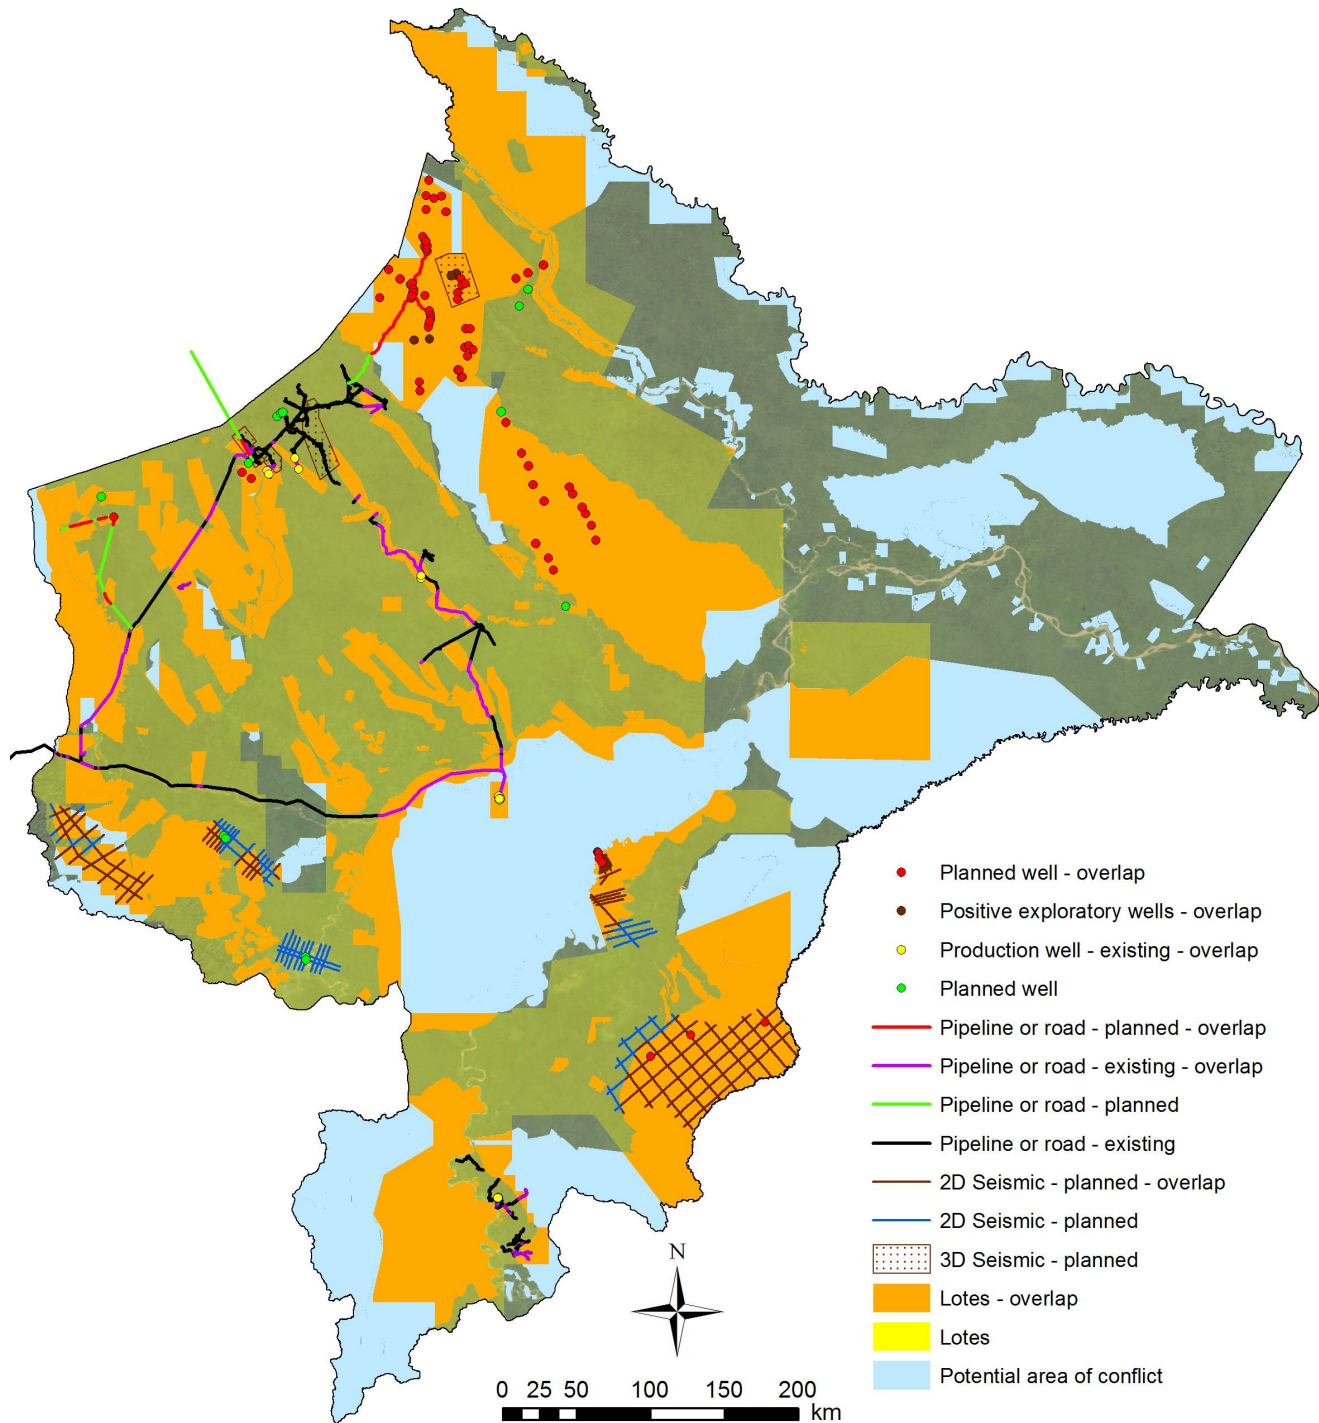 Planned well - overlap
Positive exploratory wells - overlap
Production well - existing - overlap
Planned well
Pipeline or road - planned - overlap
Pipeline or road - existing - overlap
Pipeline or road - planned
Pipeline or road - existing
2D Seismic - planned - overlap
2D Seismic - planned
3D Seismic - planned
Lotes - overlap
Lotes
Potential area of conflict
N
0 25 50 100 150 200
km